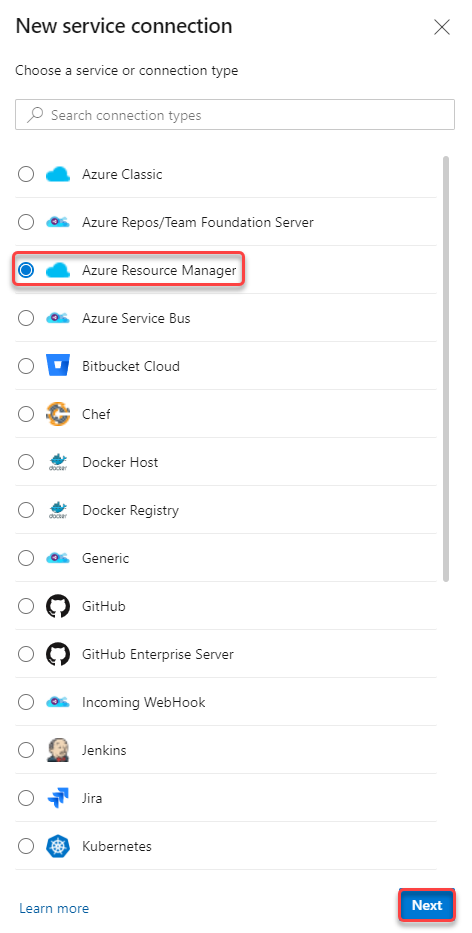 New service connection
Choose a service or connection type
Search connection types
Azure Classic
Azure Repos/Team Foundation Server
Azure Resource Manager
Azure Service Bus
Bitbucket Cloud
Chef
docker
Docker Host
docker
Docker Registry
Generic
GitHub
GitHub Enterprise Server
Incoming WebHook
Jenkins
Jira
Kubernetes
Learn more
Next